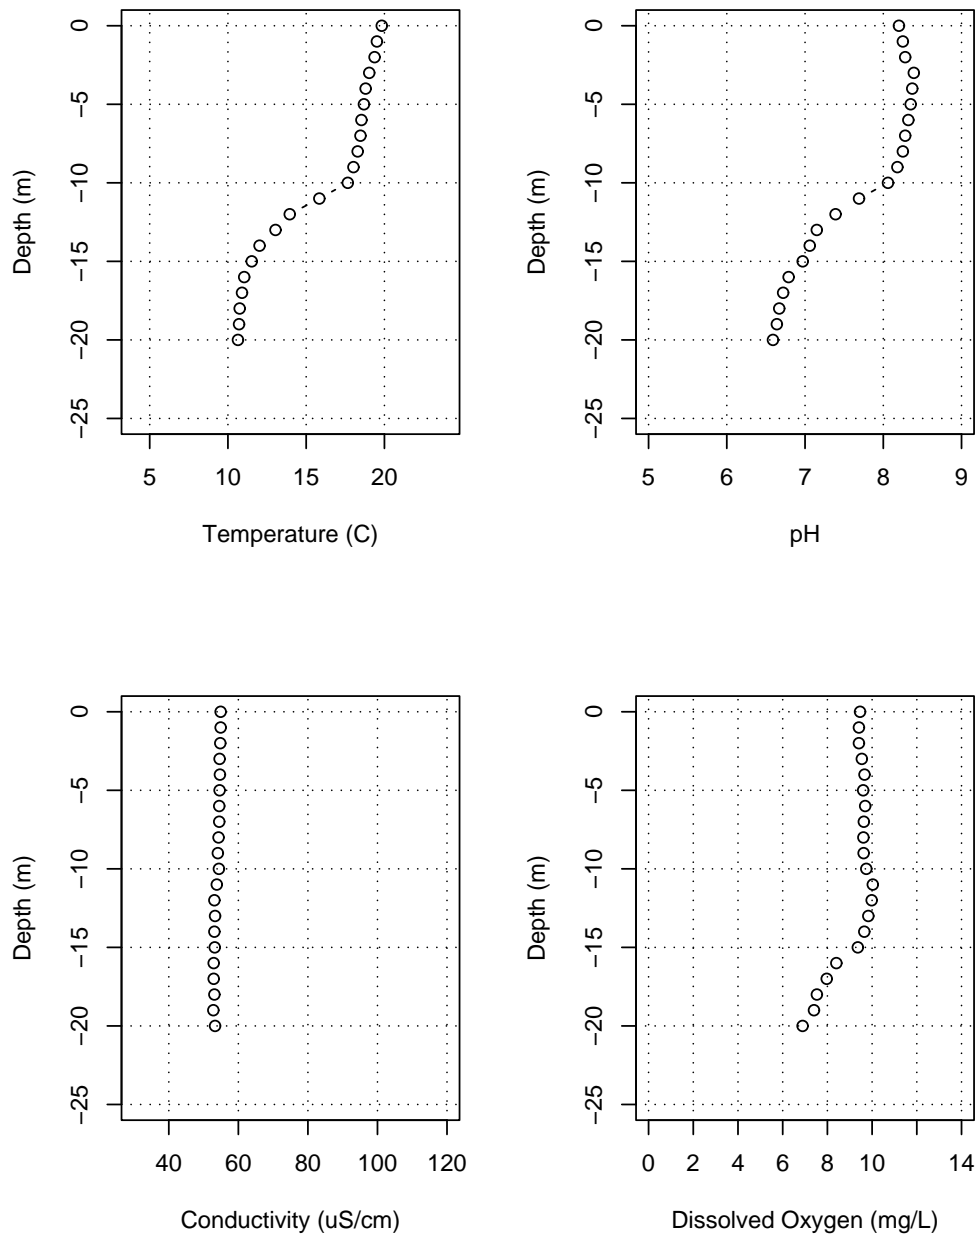 0
−5
−10
−15
−20
−25
Depth (m)
5 10 15 20
Temperature (C)
0
−5
−10
−15
−20
−25
Depth (m)
5 6 7 8 9
pH
0
−5
−10
−15
−20
−25
Depth (m)
40 60 80 100 120
Conductivity (uS/cm)
0
−5
−10
−15
−20
−25
Depth (m)
0 2 4 6 8 10 14
Dissolved Oxygen (mg/L)